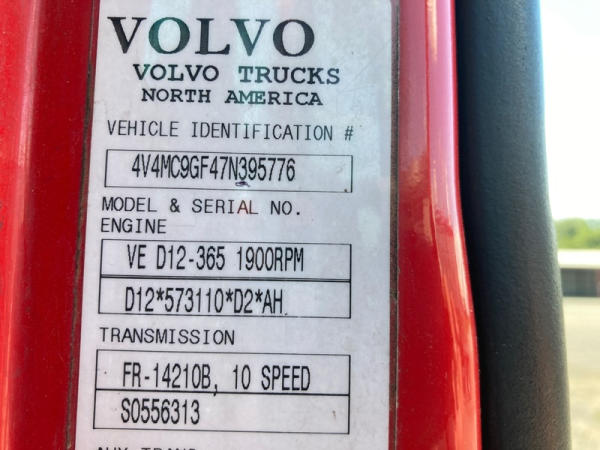 VOLVO
VOLVO TRUCKS
NORTH AMERICA
VEHICLE IDENTIFICATION #
4V4MC9GF47N395776
MODEL & SERIAL NO.
ENGINE
VE D12-365 1900RPM
D12*573110*D2*AH
TRANSMISSION
FR-14210B, 10 SPEED
S0556313